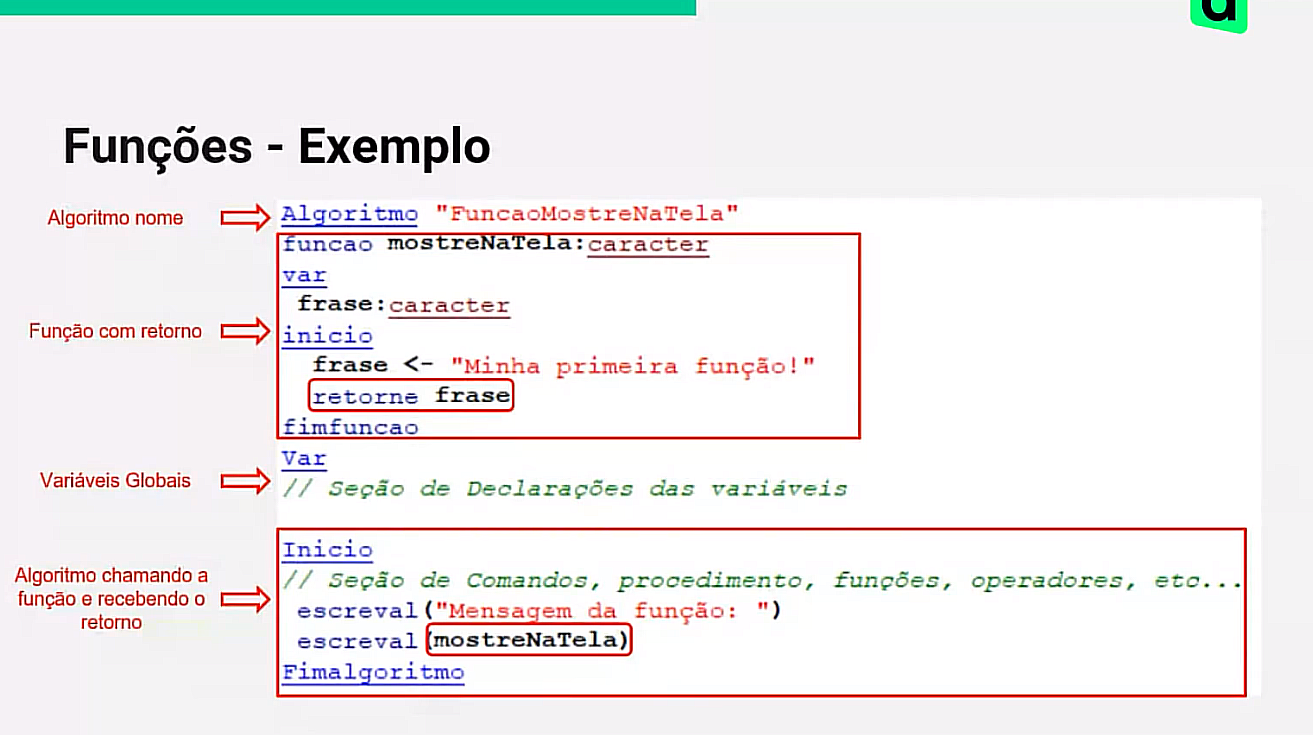 Funções - Exemplo
Algoritmo nome
Algoritmo "FuncaoMostreNaTela"
funcao mostreNaTela:caracter
var
frase:caracter
Função com retorno
inicio
frase <- "Minha primeira função!"
retorne frase
fimfuncao
Var
Variáveis Globais
// Seção de Declarações das variáveis
Inicio
// Seção de Comandos, procedimento, funções, operadores, etc...
Algoritmo chamando a
função e recebendo o
retorno
escreval("Mensagem da função: ")
escreval(mostreNaTela)
Fimalgoritmo